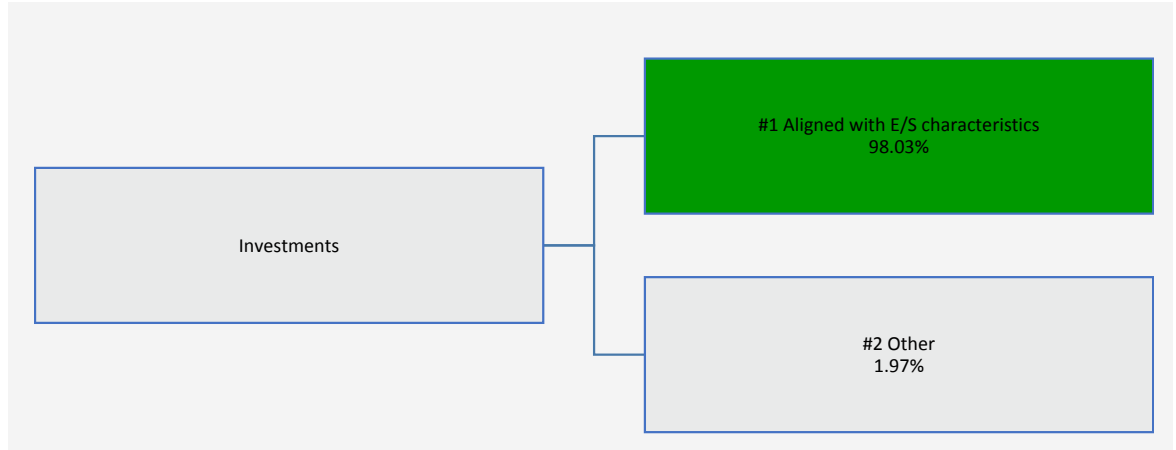 #1 Aligned with E/S characteristics
98.03%
Investments
#2 Other
1.97%